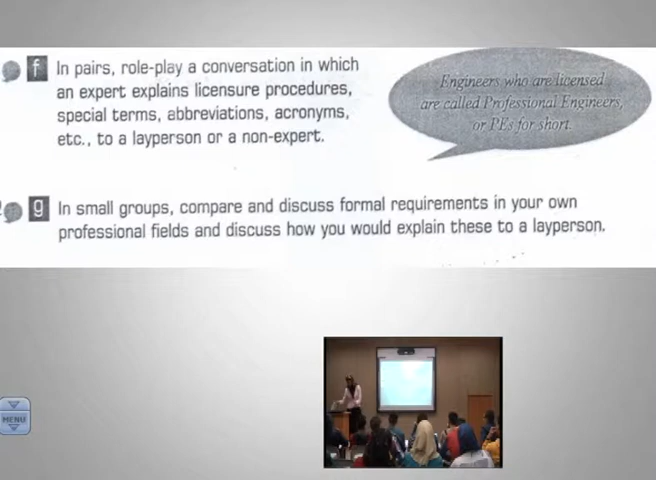 f In pairs, role-play a conversation in which
an expert explains licensure procedures,
special terms, abbreviations, acronyms,
etc., to a layperson or a non-expert.
Engineers who are licensed
are called Professional Engineers,
or PEs for short.
g In small groups, compare and discuss formal requirements in your own
professional fields and discuss how you would explain these to a layperson.
MENU